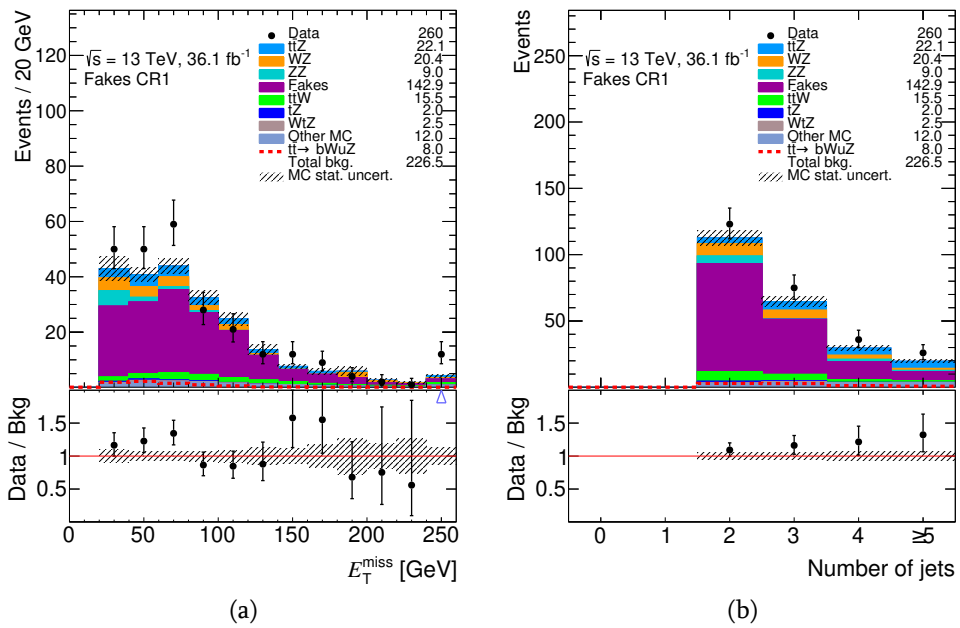 Events / 20 GeV
120
100
80
60
40
20
√s = 13 TeV, 36.1 fb⁻¹
Fakes CR1
Data 260
tt̄Z 22.1
WZ 20.4
ZZ 9.0
Fakes 142.9
tt̄W 15.5
tZ 2.0
WtZ 2.5
Other MC 12.0
tt̄→ bWuZ 8.0
Total bkg. 226.5
MC stat. uncert.
Data / Bkg
1.5
1
0.5
0 50 100 150 200 250
E_T^miss [GeV]
(a)
Events
250
200
150
100
50
√s = 13 TeV, 36.1 fb⁻¹
Fakes CR1
Data 260
tt̄Z 22.1
WZ 20.4
ZZ 9.0
Fakes 142.9
tt̄W 15.5
tZ 2.0
WtZ 2.5
Other MC 12.0
tt̄→ bWuZ 8.0
Total bkg. 226.5
MC stat. uncert.
Data / Bkg
1.5
1
0.5
0 1 2 3 4 ≥5
Number of jets
(b)